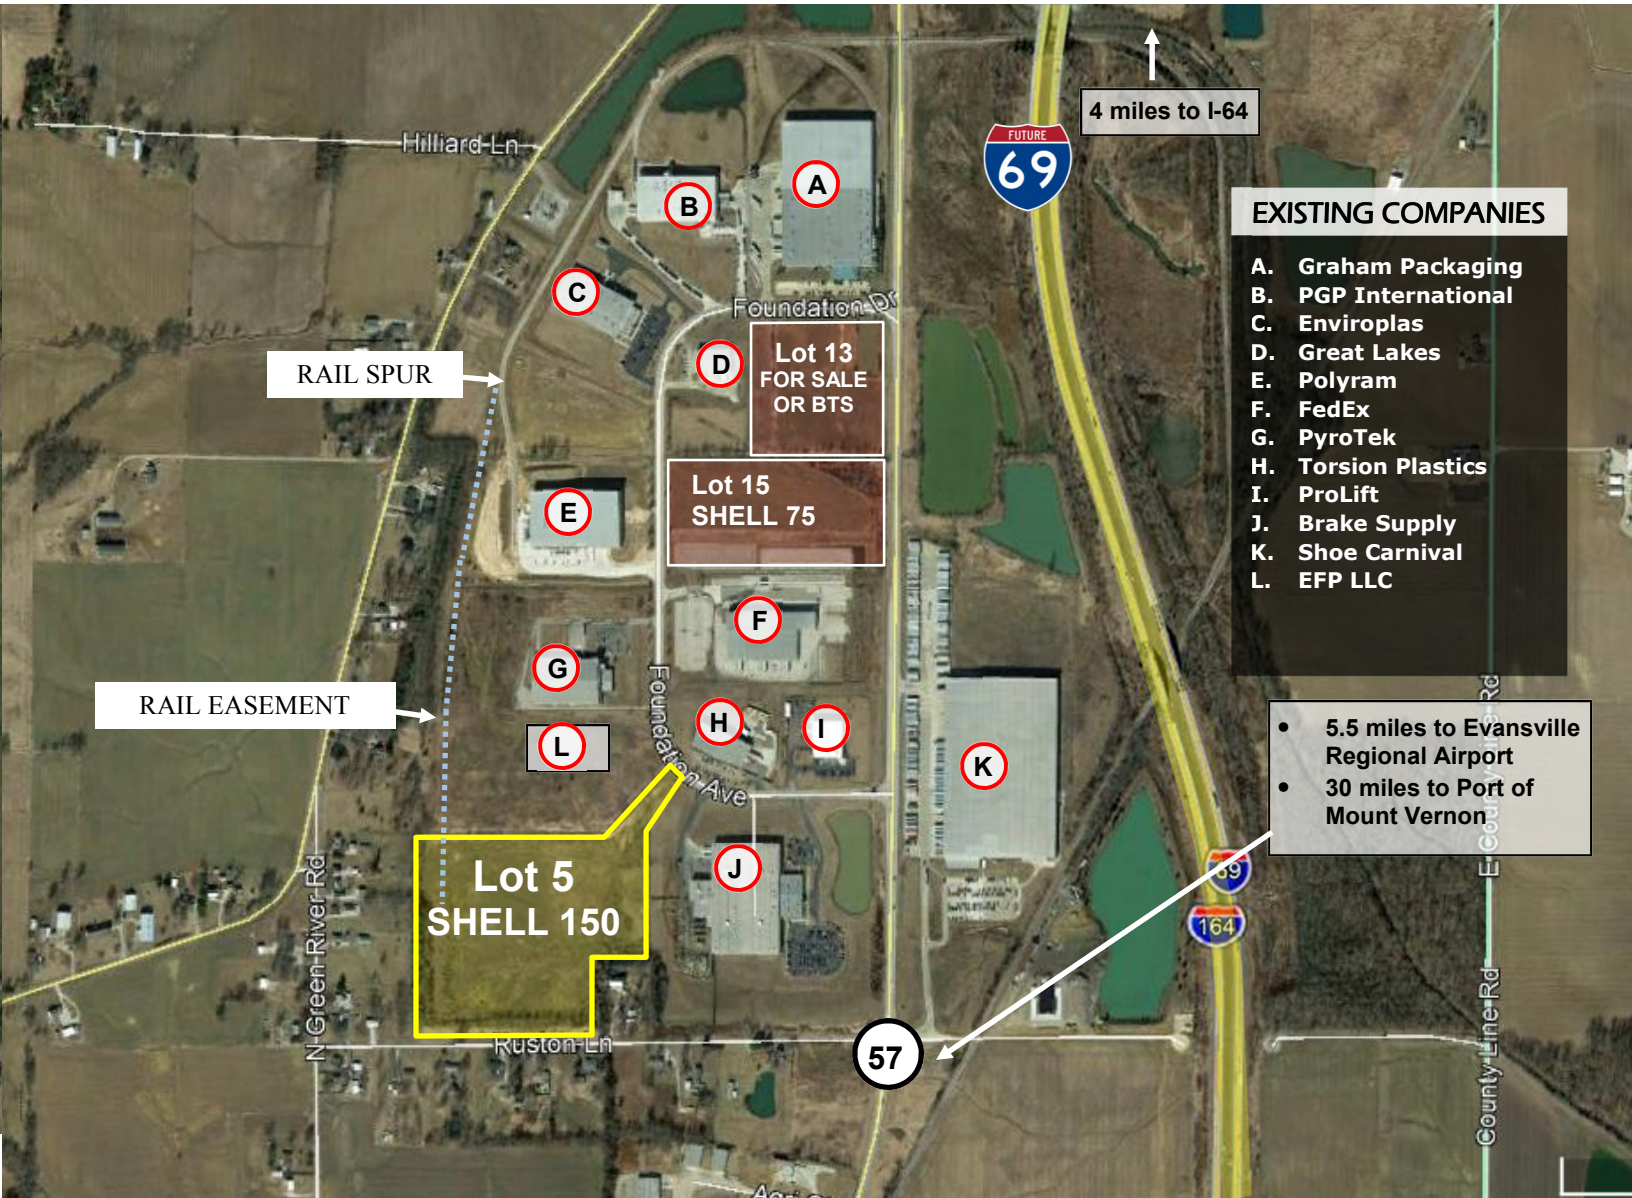 4 miles to I-64
Hilliard Ln
FUTURE
69
A
B
EXISTING COMPANIES
A. Graham Packaging
B. PGP International
C. Enviroplas
D. Great Lakes
E. Polyram
F. FedEx
G. PyroTek
H. Torsion Plastics
I. ProLift
J. Brake Supply
K. Shoe Carnival
L. EFP LLC
C
Foundation Dr
RAIL SPUR
D
Lot 13
FOR SALE
OR BTS
Lot 15
SHELL 75
E
F
G
RAIL EASEMENT
Foundation Ave
H
I
L
K
E County Line Rd
• 5.5 miles to Evansville
Regional Airport
• 30 miles to Port of
Mount Vernon
J
Lot 5
SHELL 150
69
164
N Green River Rd
Ruston Ln
57
County Line Rd